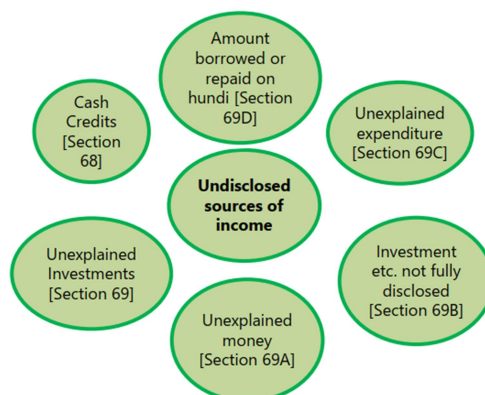 Amount
borrowed or
repaid on
hundi [Section
69D]
Cash
Credits
[Section
68]
Unexplained
expenditure
[Section 69C]
Undisclosed
sources of
income
Unexplained
Investments
[Section 69]
Investment
etc. not fully
disclosed
[Section 69B]
Unexplained
money
[Section 69A]